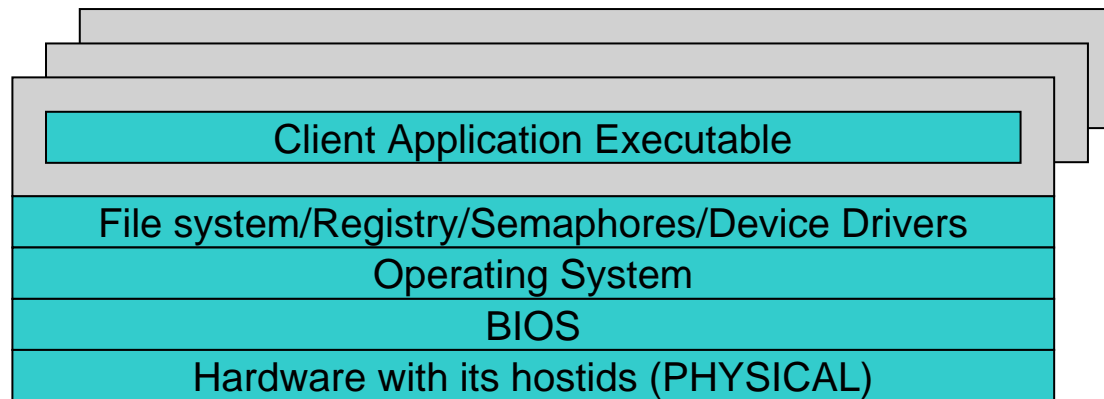 Client Application Executable
File system/Registry/Semaphores/Device Drivers
Operating System
BIOS
Hardware with its hostids (PHYSICAL)